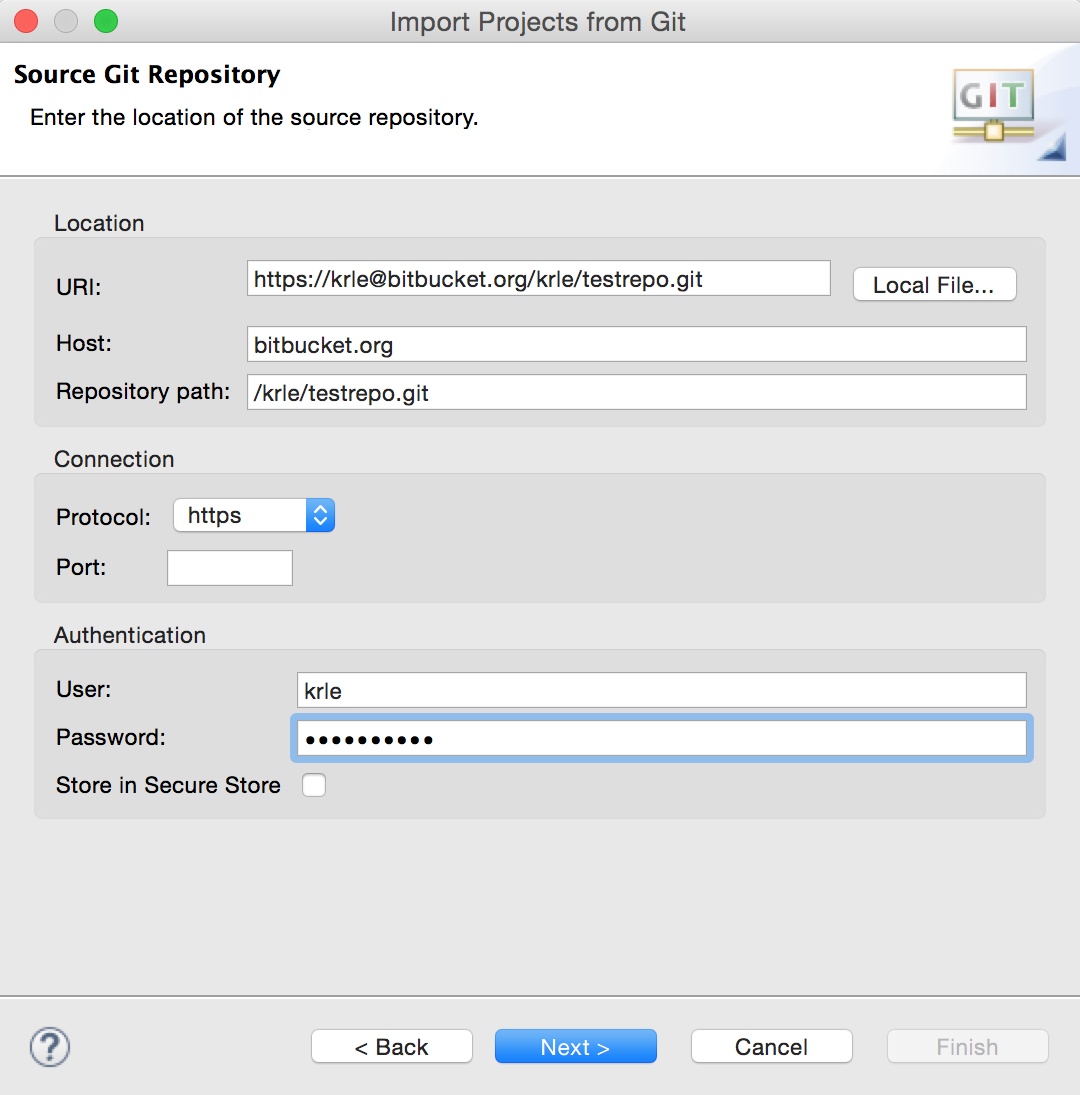 Import Projects from Git
Source Git Repository
Enter the location of the source repository.
GIT
Location
URI: https://krle@bitbucket.org/krle/testrepo.git Local File...
Host: bitbucket.org
Repository path: /krle/testrepo.git
Connection
Protocol: https
Port:
Authentication
User: krle
Password: ••••••••••
Store in Secure Store
? < Back Next > Cancel Finish